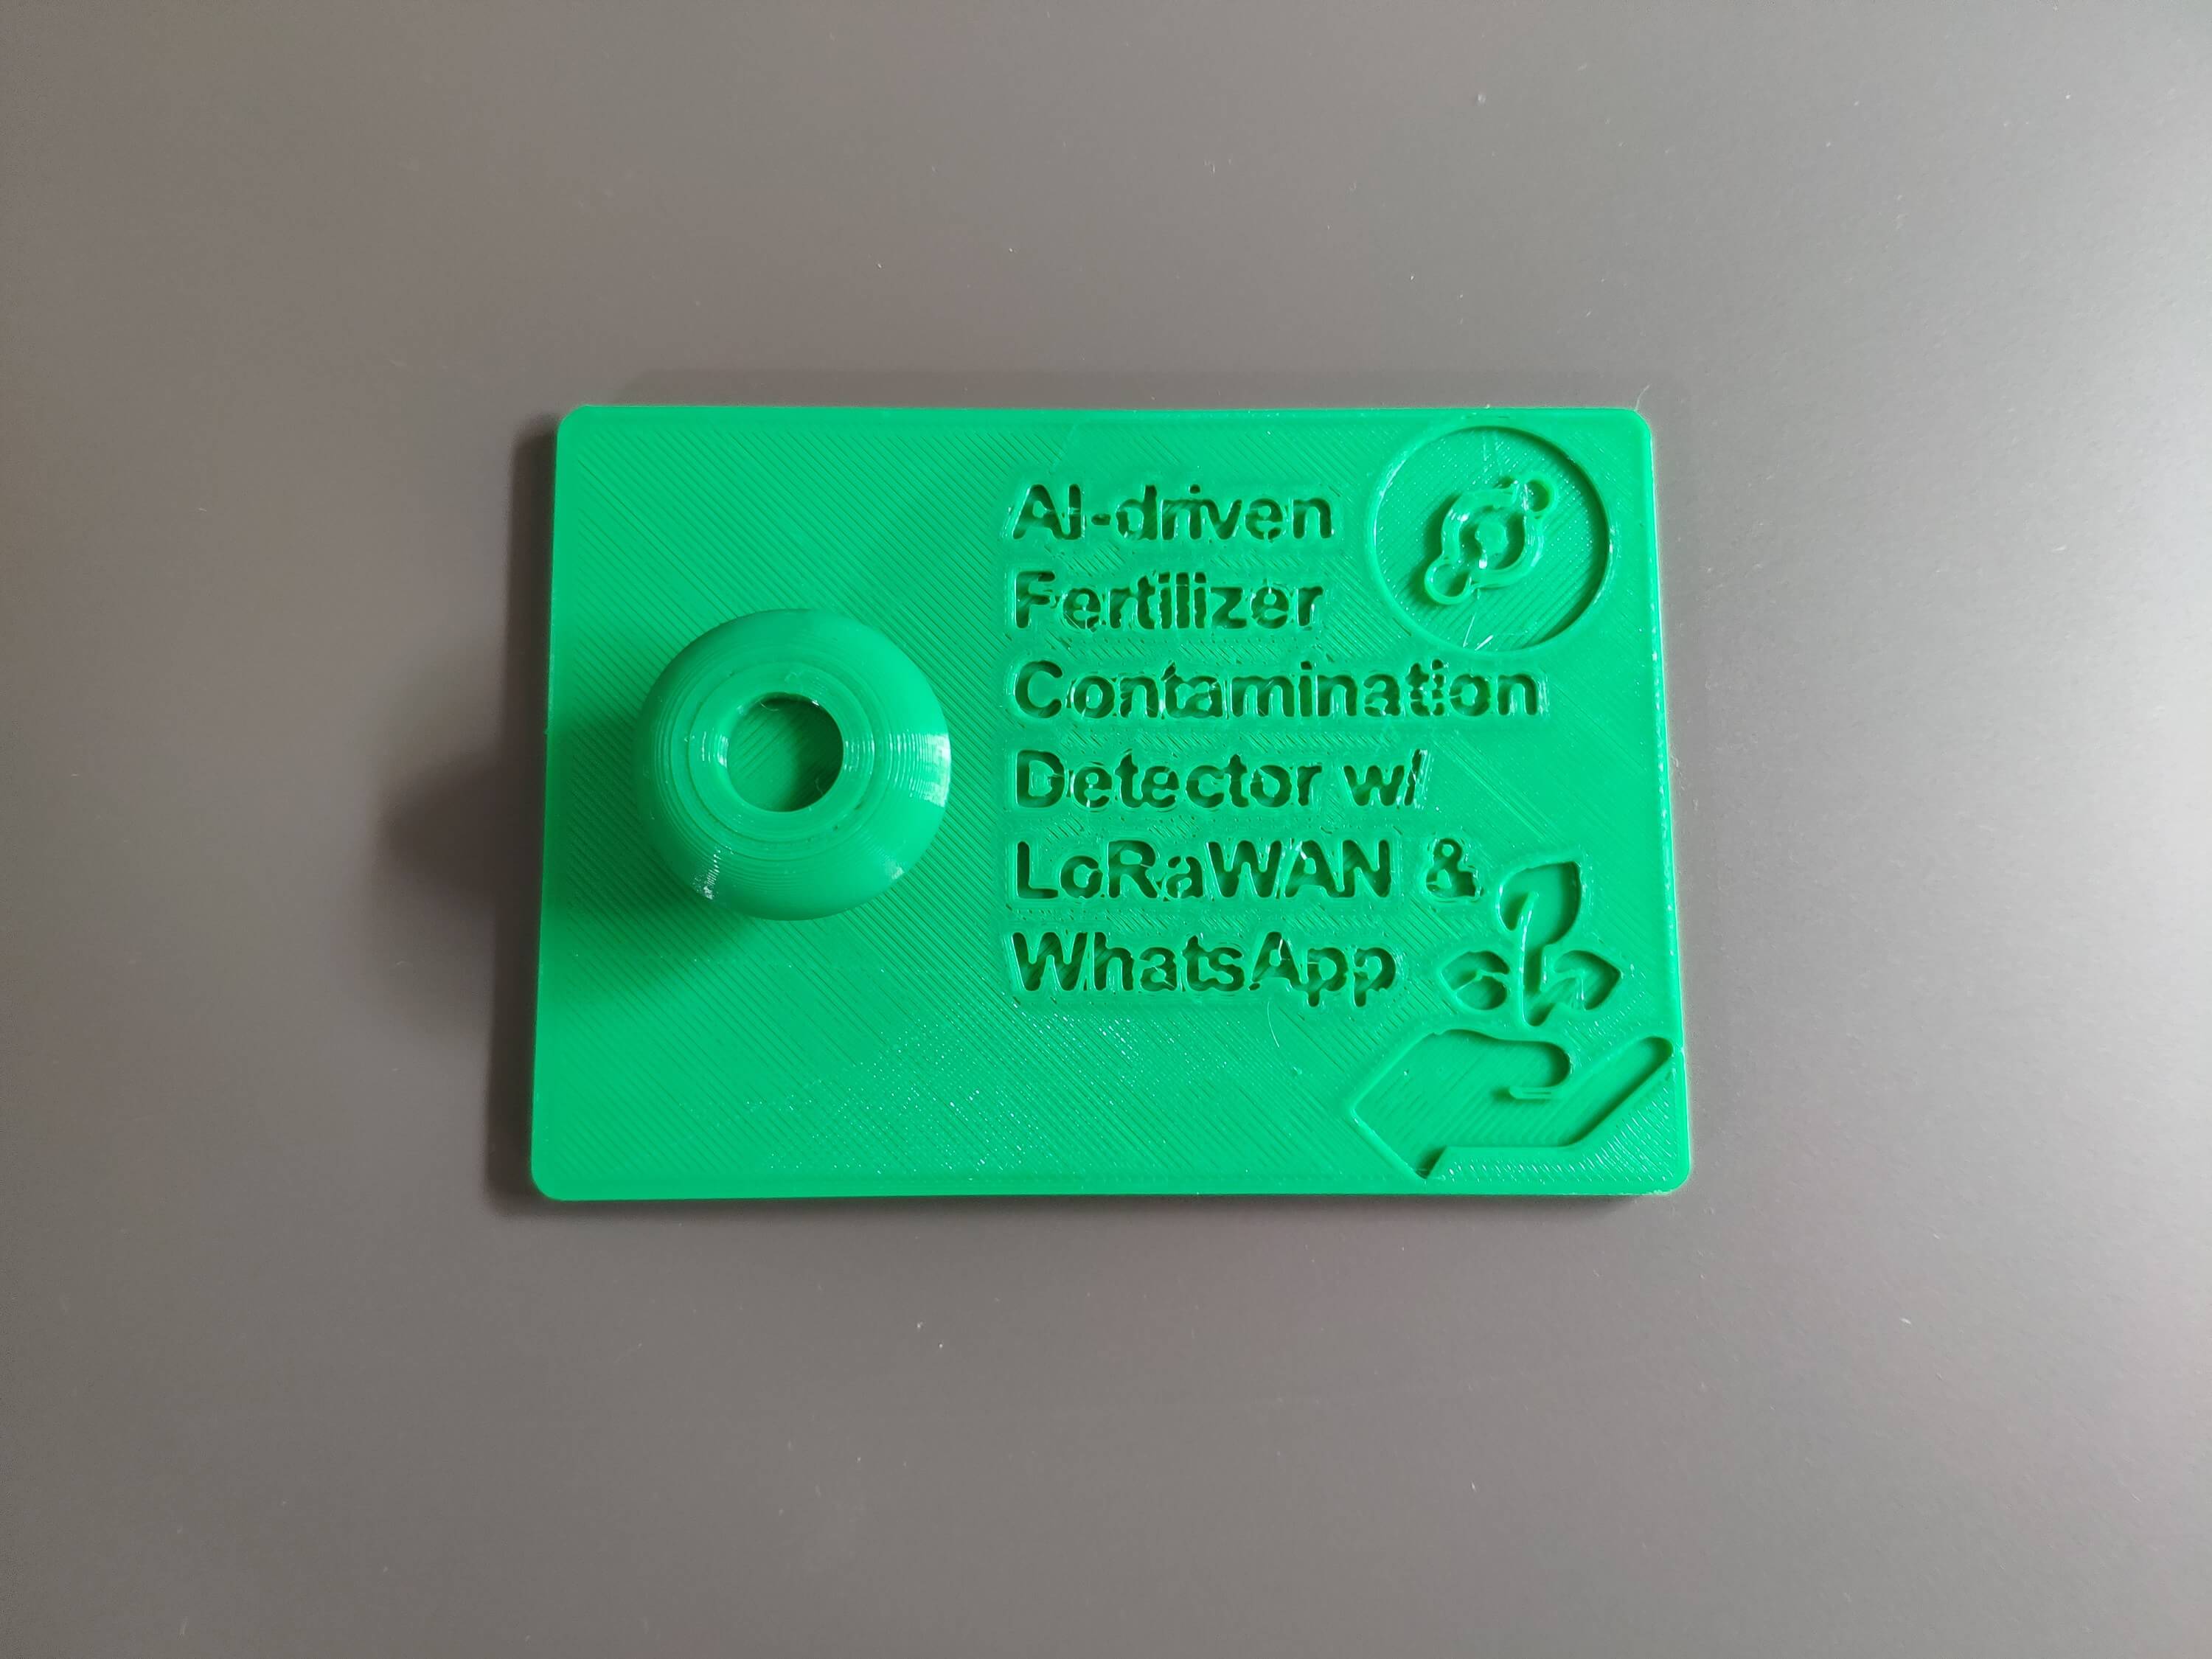 AI-driven
Fertilizer
Contamination
Detector w/
LoRaWAN &
WhatsApp